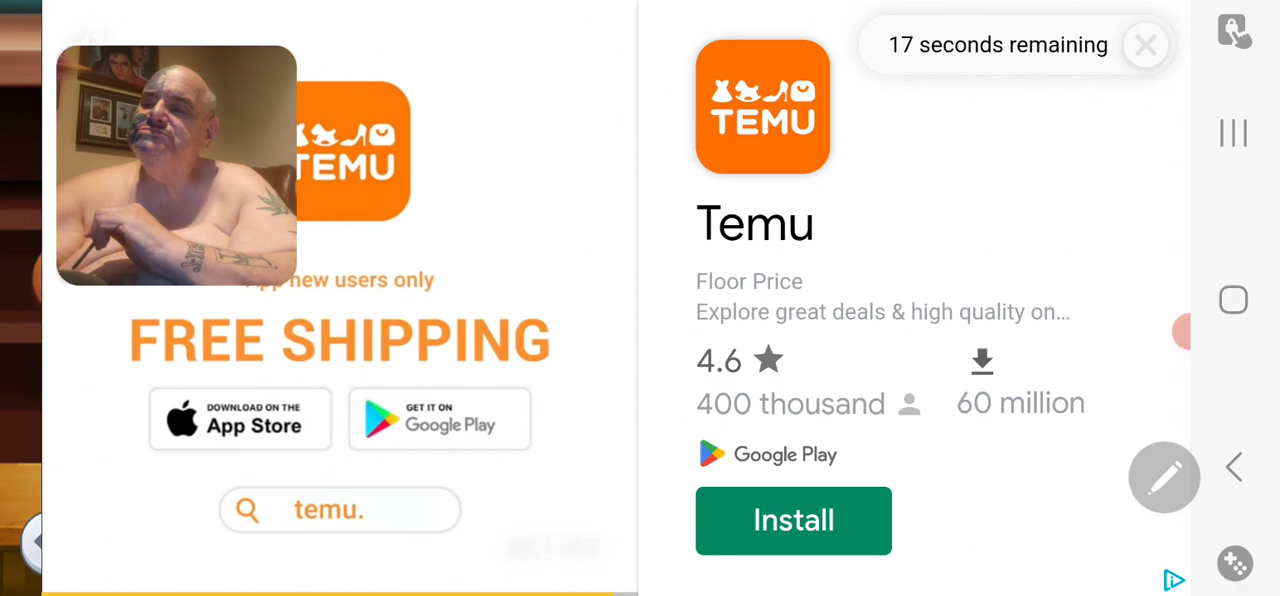 17 seconds remaining
TEMU
TEMU
Temu
App new users only
Floor Price
Explore great deals & high quality on...
FREE SHIPPING
4.6
400 thousand
60 million
DOWNLOAD ON THE
App Store
GET IT ON
Google Play
Google Play
temu.
Install